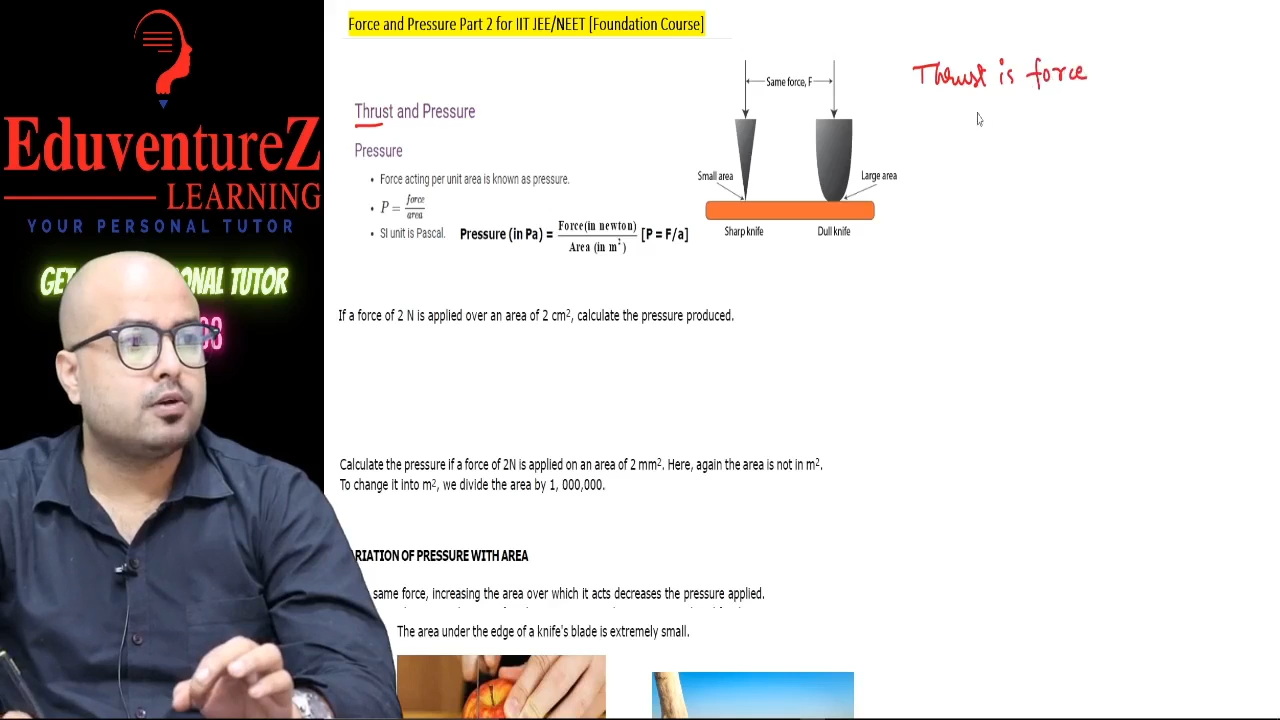 Force and Pressure Part 2 for IIT JEE/NEET [Foundation Course]
EduventureZ
LEARNING
YOUR PERSONAL TUTOR
GET ONAL TUTOR
Thrust is force
Same force, F
Thrust and Pressure
Pressure
• Force acting per unit area is known as pressure.
• P = force/area
• SI unit is Pascal.
Pressure (in Pa) = Force(in newton)/Area (in m²) [P = F/a]
Small area
Large area
Sharp knife
Dull knife
If a force of 2 N is applied over an area of 2 cm², calculate the pressure produced.
Calculate the pressure if a force of 2N is applied on an area of 2 mm². Here, again the area is not in m².
To change it into m², we divide the area by 1, 000,000.
RIATION OF PRESSURE WITH AREA
same force, increasing the area over which it acts decreases the pressure applied.
The area under the edge of a knife's blade is extremely small.